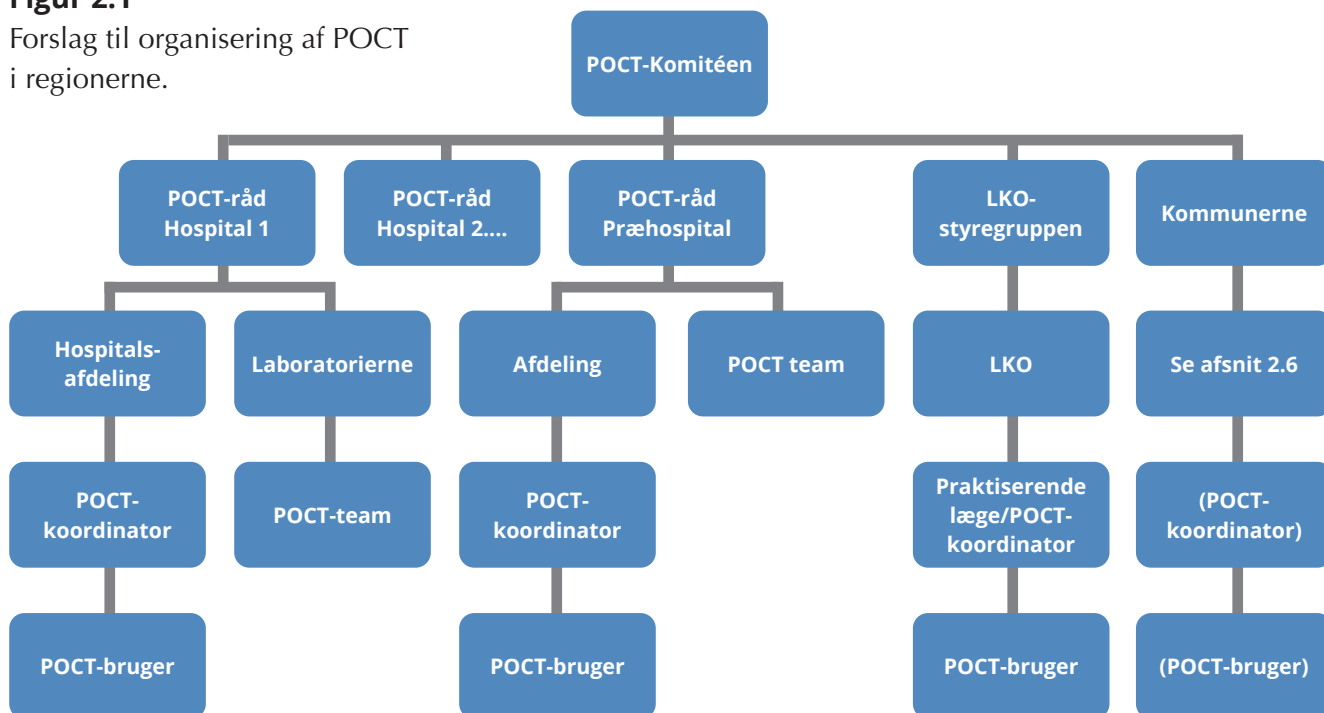 Figur 2.1
Forslag til organisering af POCT
i regionerne.
POCT-Komitéen
POCT-råd
Hospital 1
POCT-råd
Hospital 2....
POCT-råd
Præhospital
LKO-
styregruppen
Kommunerne
Hospitals-
afdeling
Laboratorierne
Afdeling
POCT team
LKO
Se afsnit 2.6
POCT-
koordinator
POCT-team
POCT-
koordinator
Praktiserende
læge/POCT-
koordinator
(POCT-
koordinator)
POCT-bruger
POCT-bruger
POCT-bruger
(POCT-bruger)